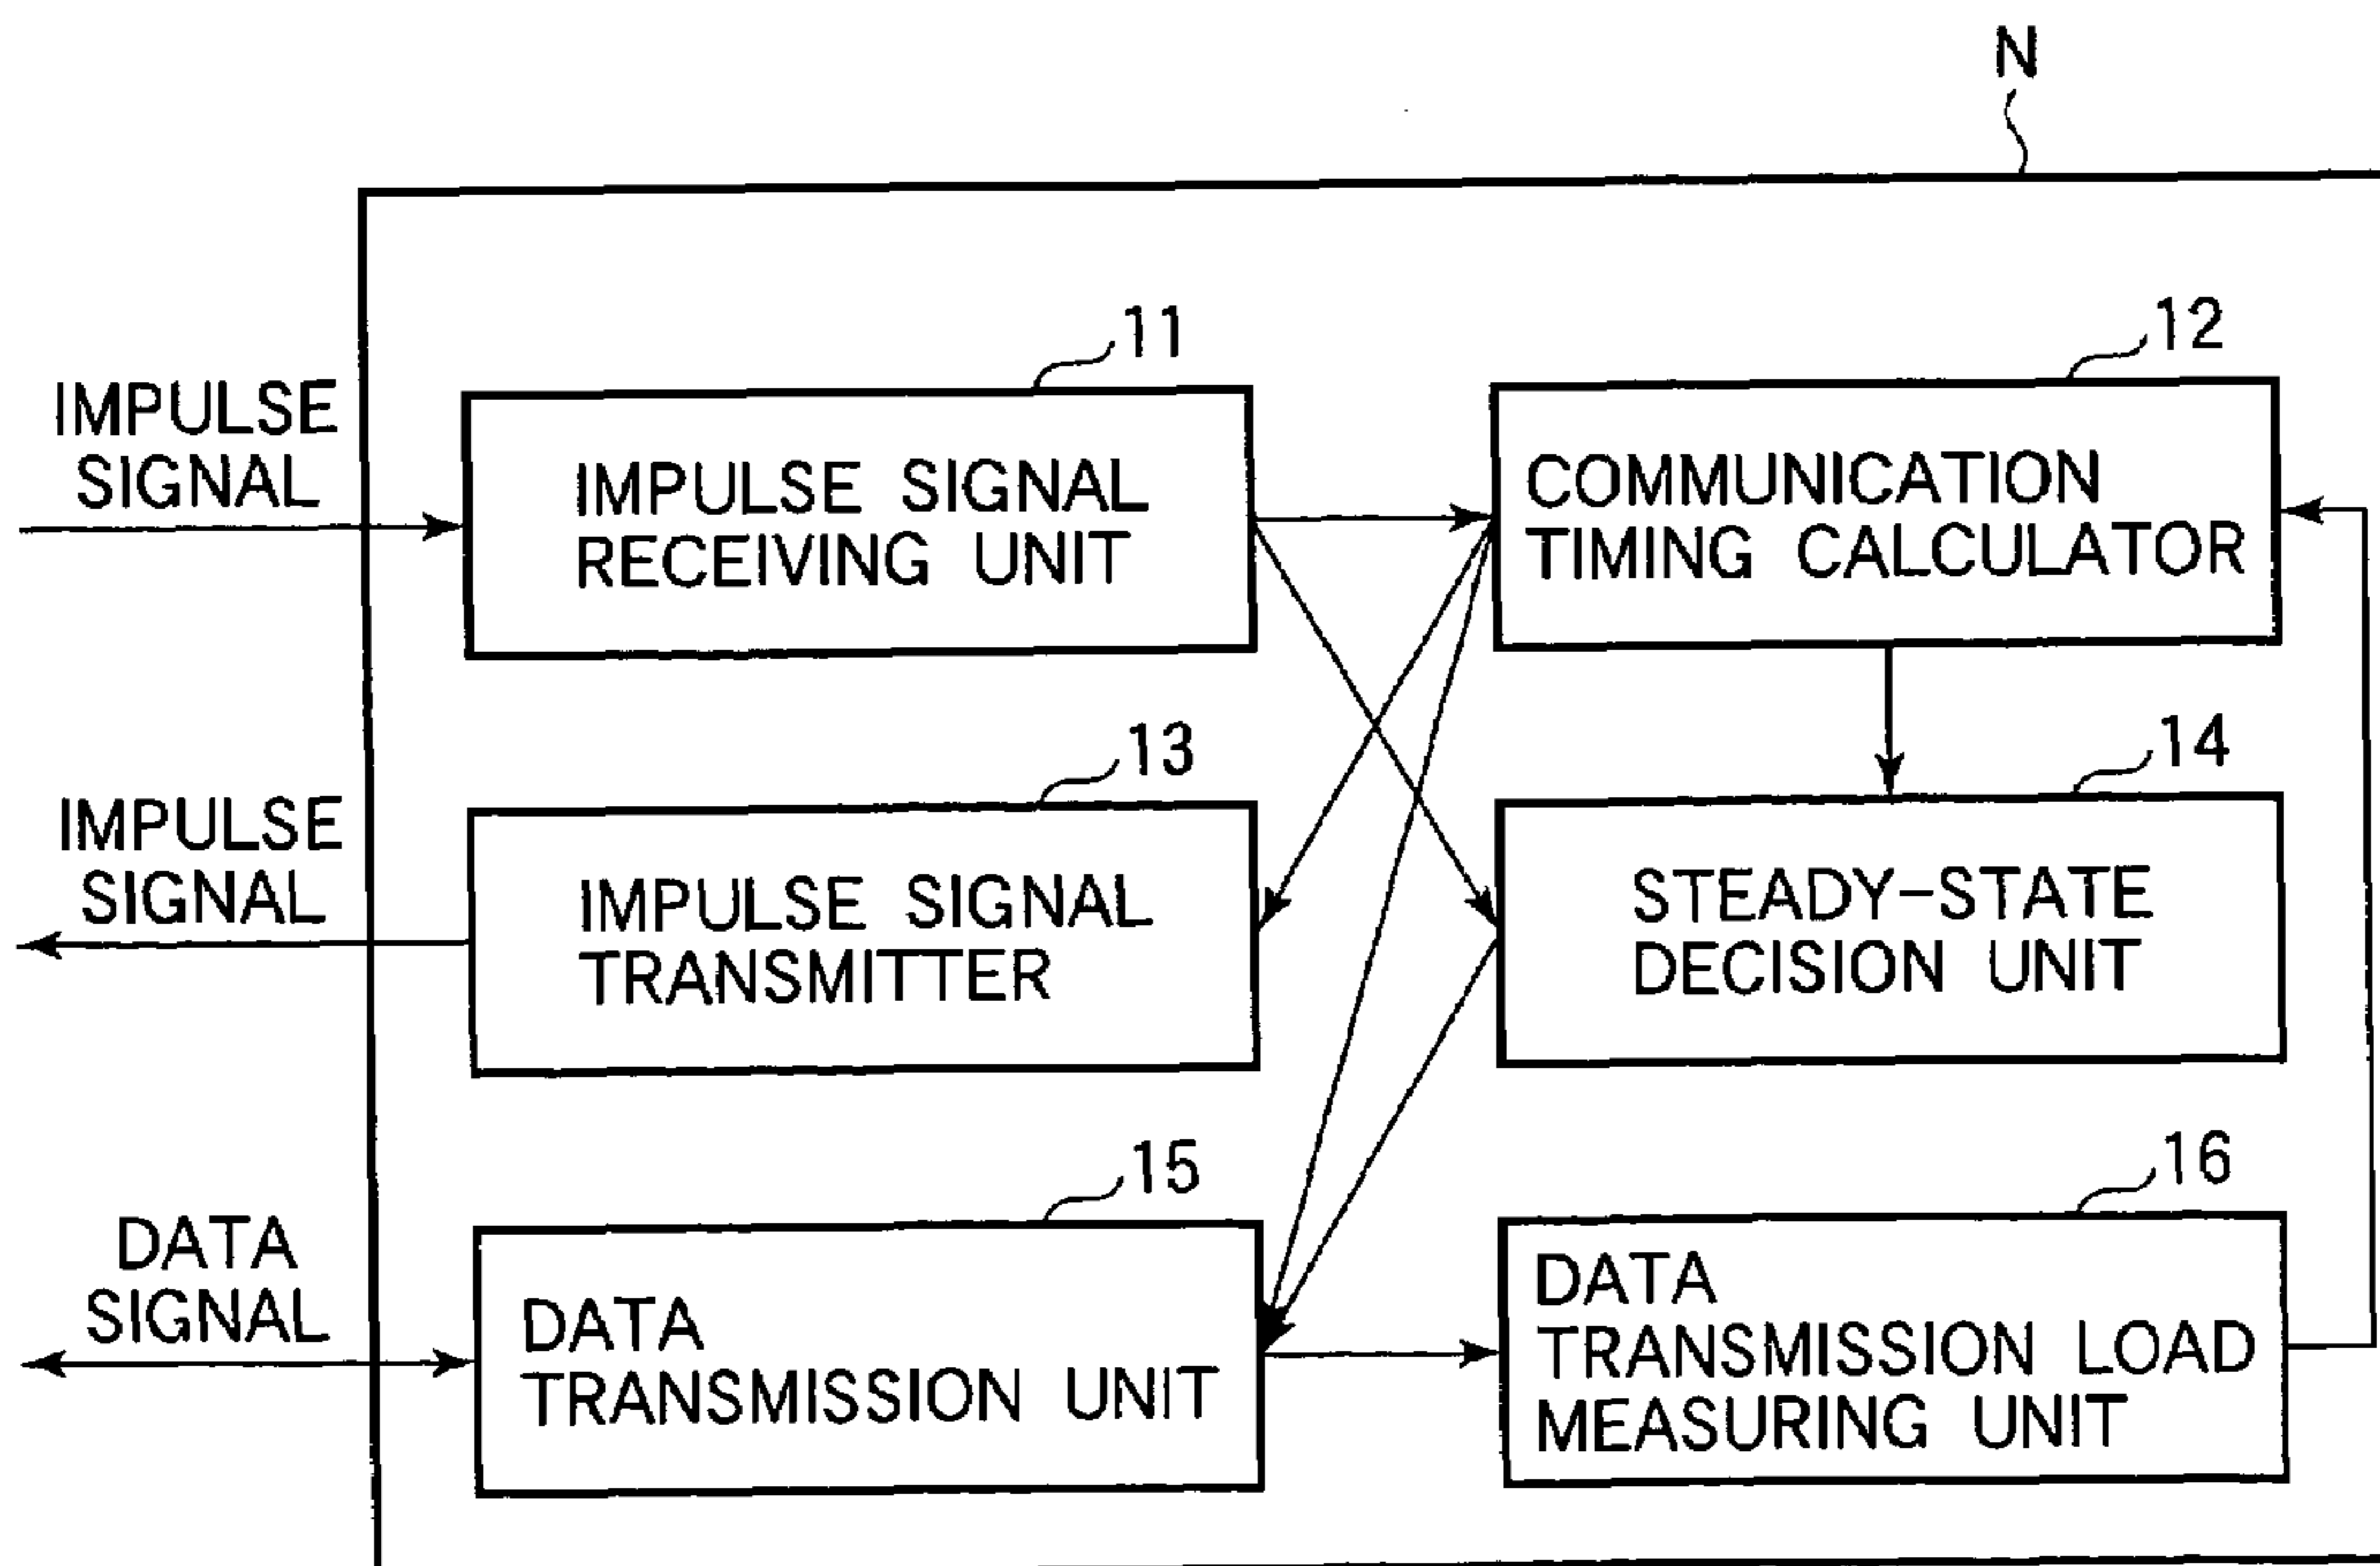 N
11
12
IMPULSE
SIGNAL
IMPULSE SIGNAL
RECEIVING UNIT
COMMUNICATION
TIMING CALCULATOR
13
14
IMPULSE
SIGNAL
IMPULSE SIGNAL
TRANSMITTER
STEADY-STATE
DECISION UNIT
15
16
DATA
SIGNAL
DATA
TRANSMISSION UNIT
DATA
TRANSMISSION LOAD
MEASURING UNIT